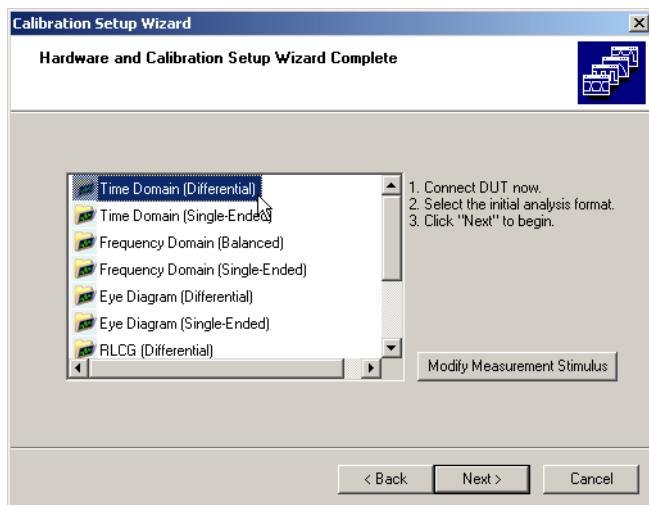 Calibration Setup Wizard
Hardware and Calibration Setup Wizard Complete
Time Domain (Differential)
Time Domain (Single-Ended)
Frequency Domain (Balanced)
Frequency Domain (Single-Ended)
Eye Diagram (Differential)
Eye Diagram (Single-Ended)
RLCG (Differential)
1. Connect DUT now.
2. Select the initial analysis format.
3. Click "Next" to begin.
Modify Measurement Stimulus
< Back
Next >
Cancel